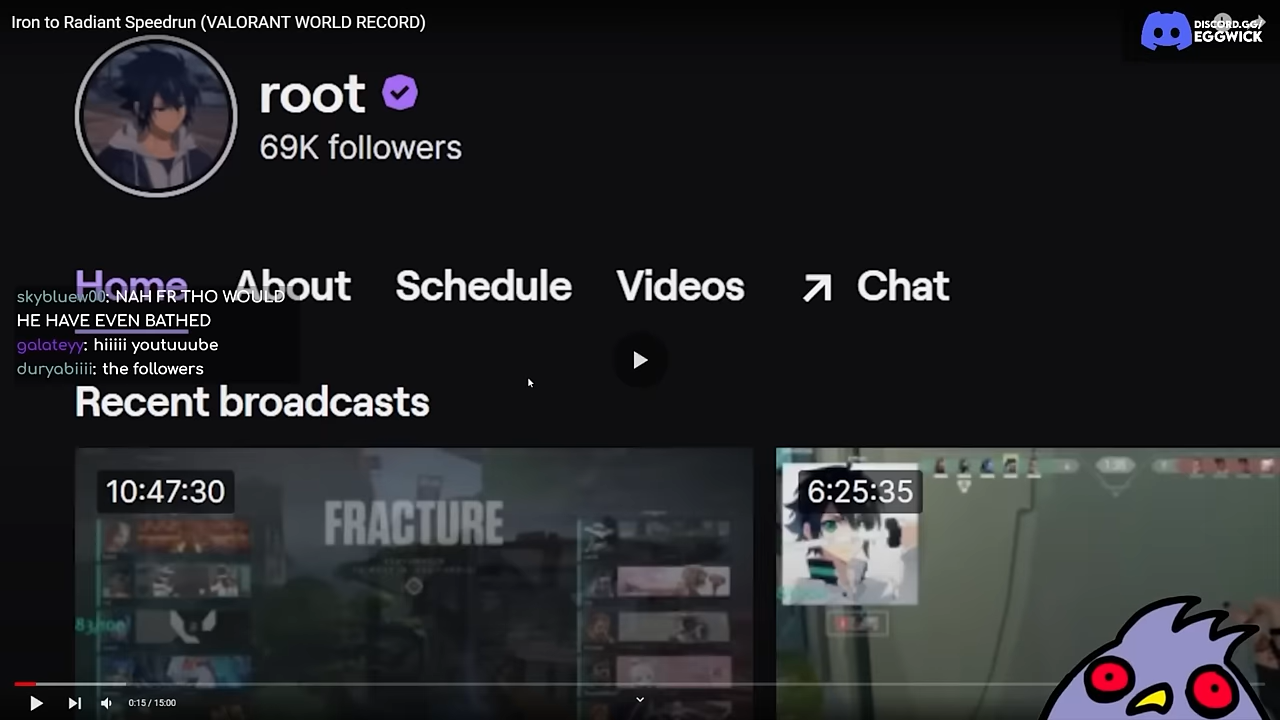 Iron to Radiant Speedrun (VALORANT WORLD RECORD)
DISCORD.GG/
EGGWICK
root
69K followers
Home About Schedule Videos Chat
skybluew00: NAH FR THO WOULD
HE HAVE EVEN BATHED
galateyy: hiiiii youtuuube
duryabiiii: the followers
Recent broadcasts
10:47:30
6:25:35
FRACTURE
0:15 / 15:00